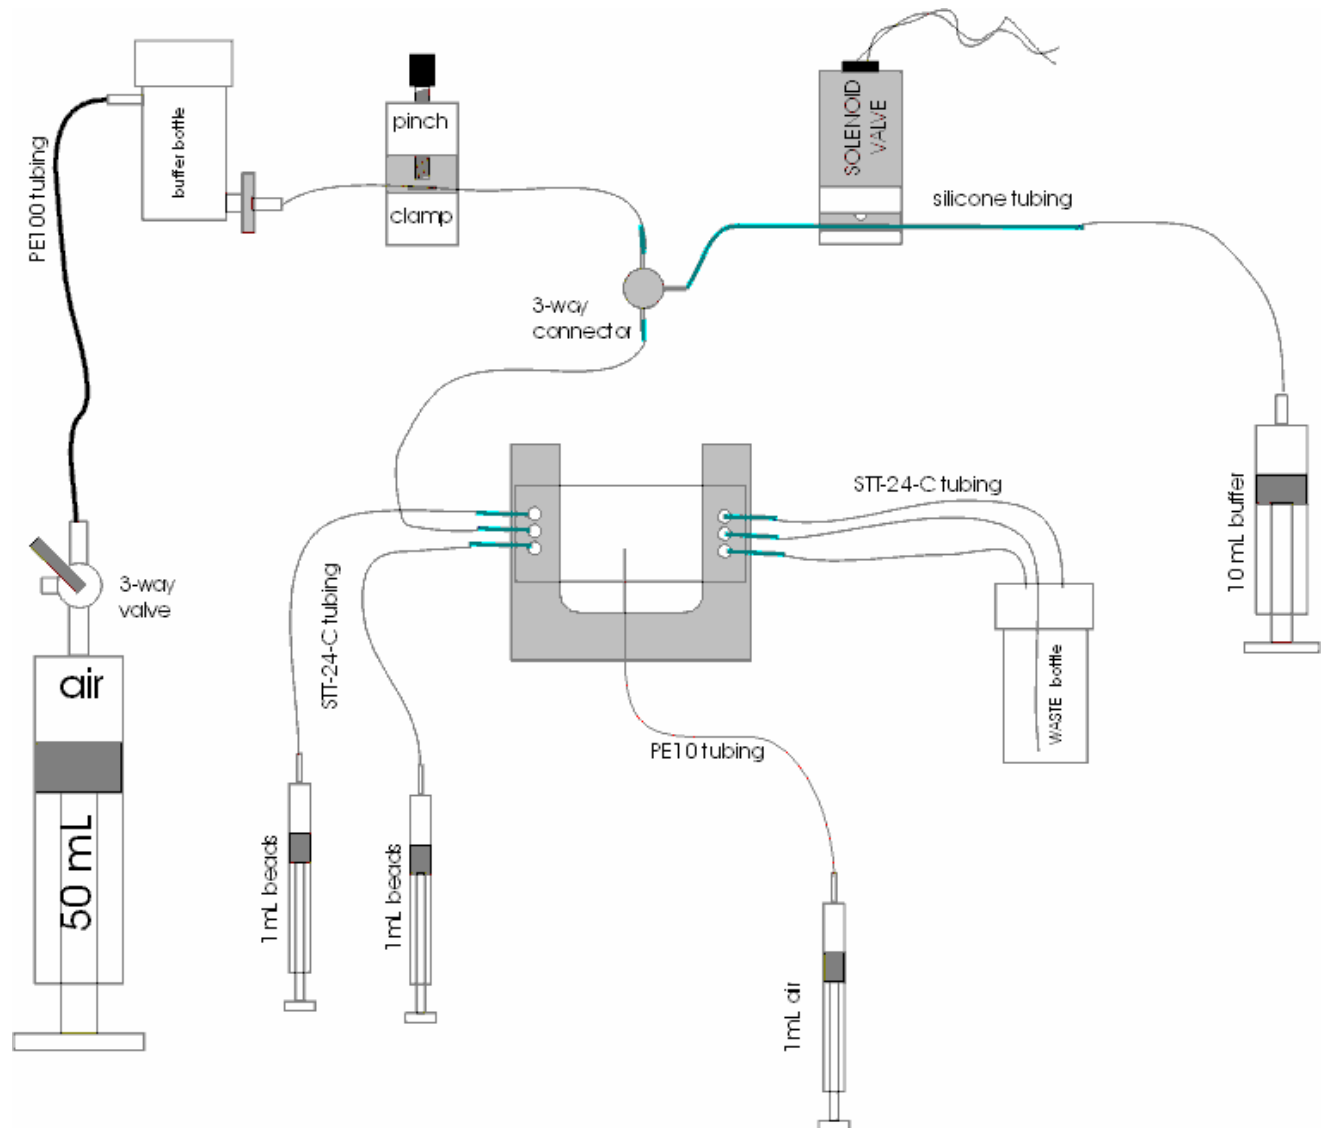 buffer bottle
PE100 tubing
pinch
clamp
SOLENOID
VALVE
silicone tubing
3-way
connector
STT-24-C tubing
10 mL buffer
3-way
valve
STT-24-C tubing
WASTE bottle
air
50 mL
PE10 tubing
1 mL beads
1 mL beads
1 mL air